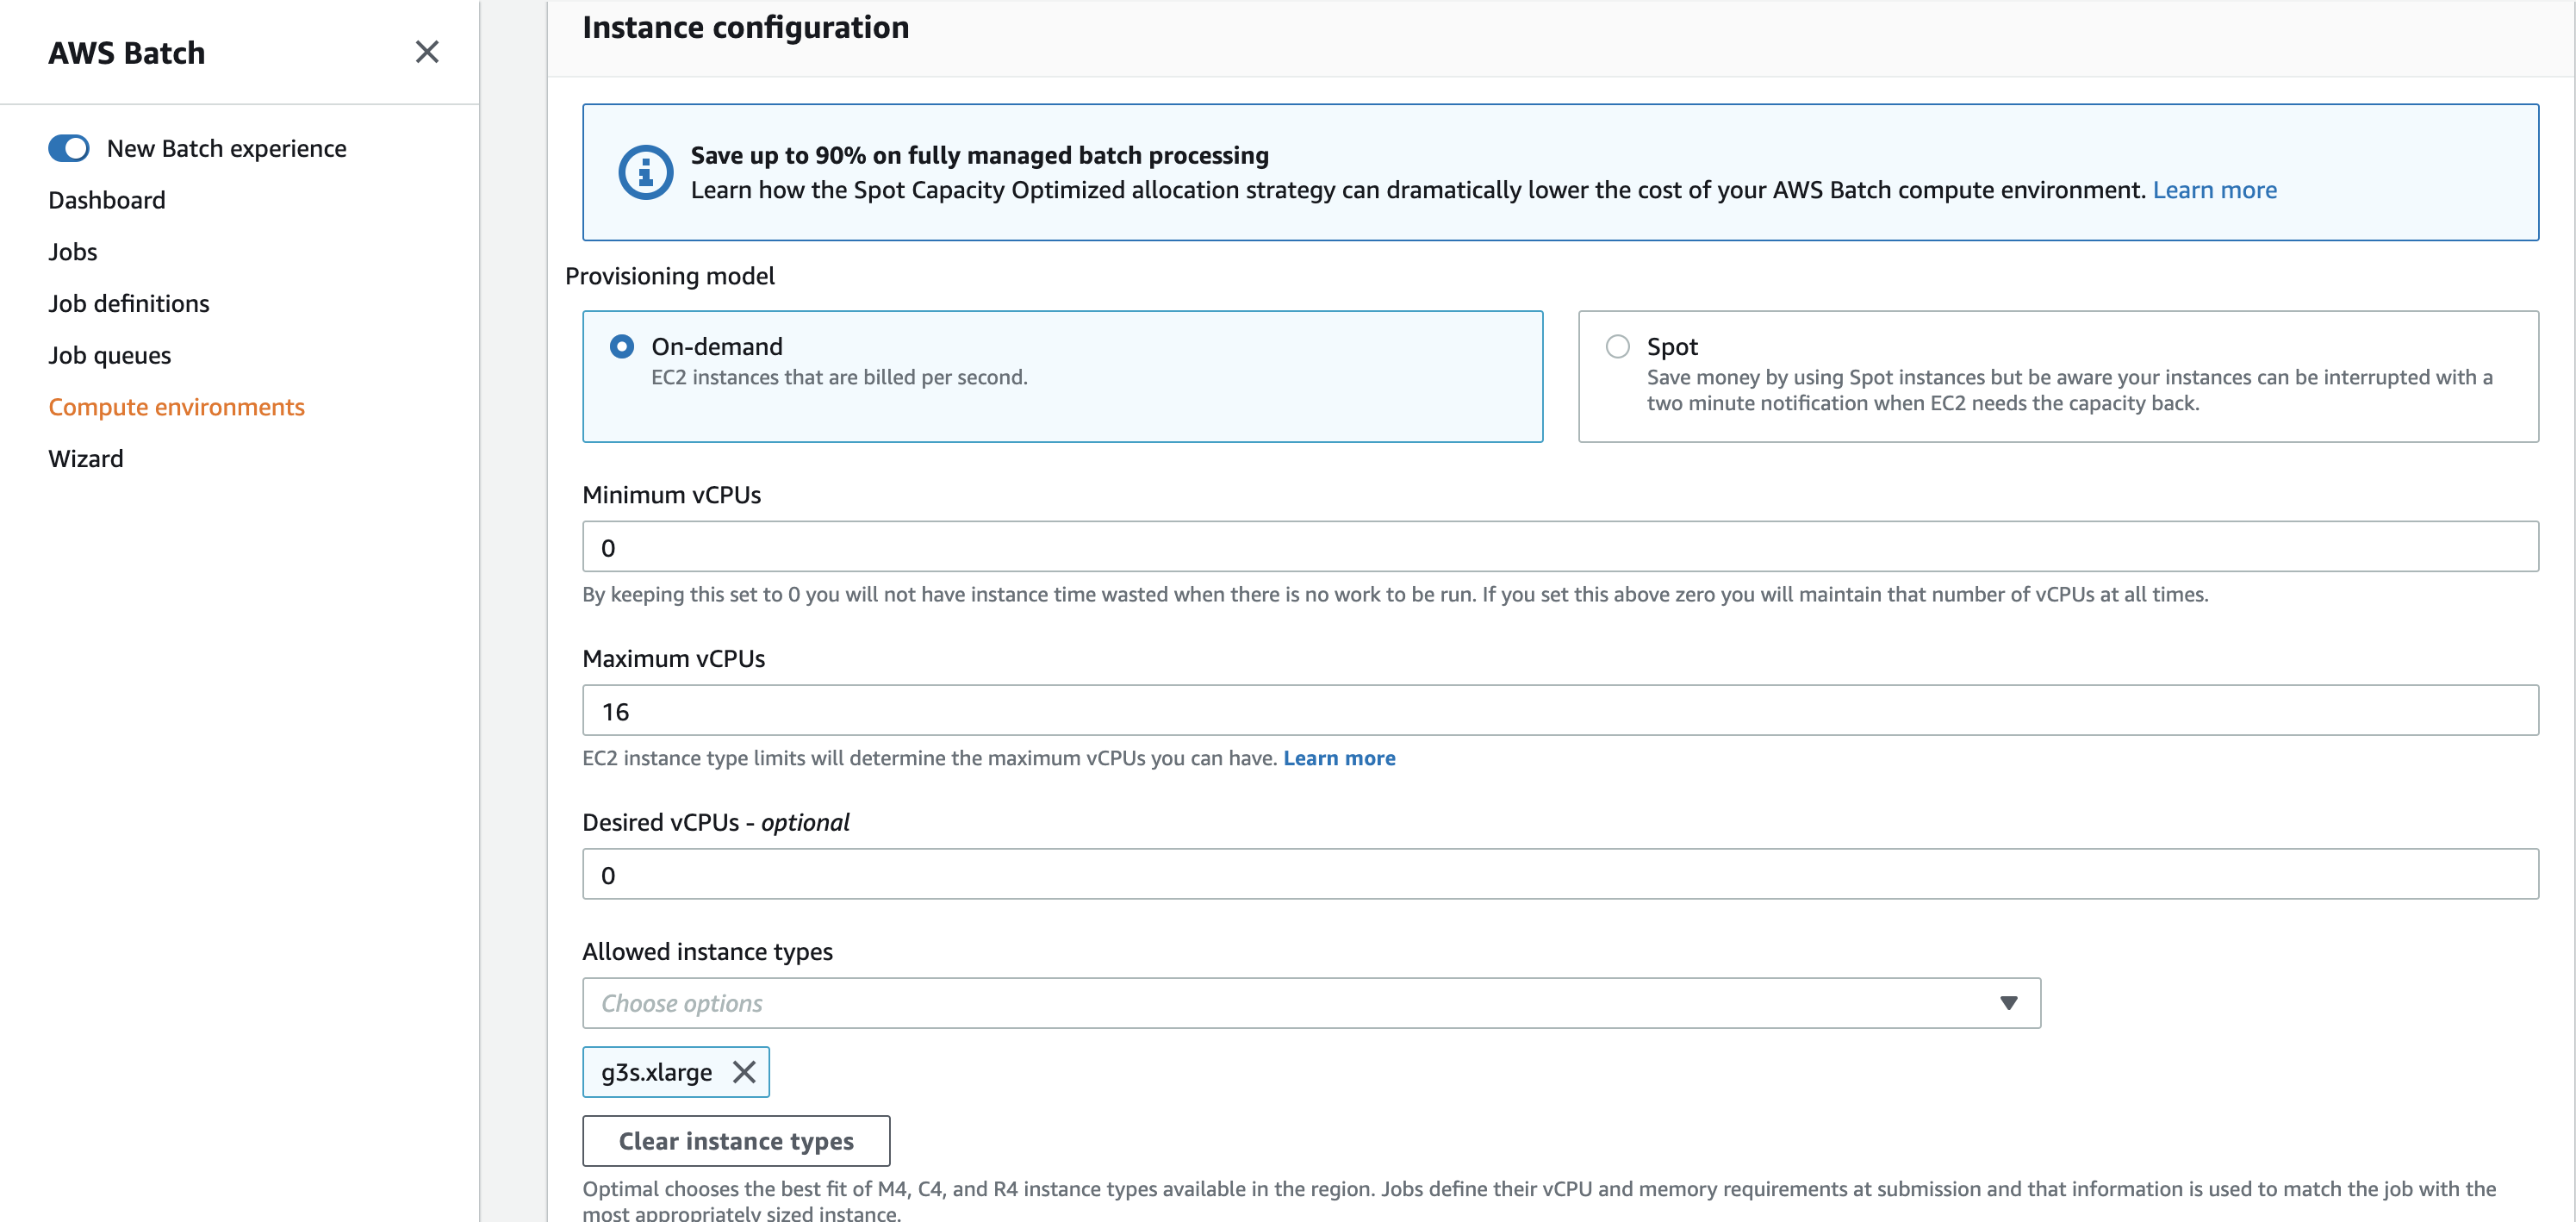 AWS Batch
New Batch experience
Dashboard
Jobs
Job definitions
Job queues
Compute environments
Wizard
Instance configuration
Save up to 90% on fully managed batch processing
Learn how the Spot Capacity Optimized allocation strategy can dramatically lower the cost of your AWS Batch compute environment. Learn more
Provisioning model
On-demand
EC2 instances that are billed per second.
Spot
Save money by using Spot instances but be aware your instances can be interrupted with a
two minute notification when EC2 needs the capacity back.
Minimum vCPUs
0
By keeping this set to 0 you will not have instance time wasted when there is no work to be run. If you set this above zero you will maintain that number of vCPUs at all times.
Maximum vCPUs
16
EC2 instance type limits will determine the maximum vCPUs you can have. Learn more
Desired vCPUs - optional
0
Allowed instance types
Choose options
g3s.xlarge
Clear instance types
Optimal chooses the best fit of M4, C4, and R4 instance types available in the region. Jobs define their vCPU and memory requirements at submission and that information is used to match the job with the
most appropriately sized instance.